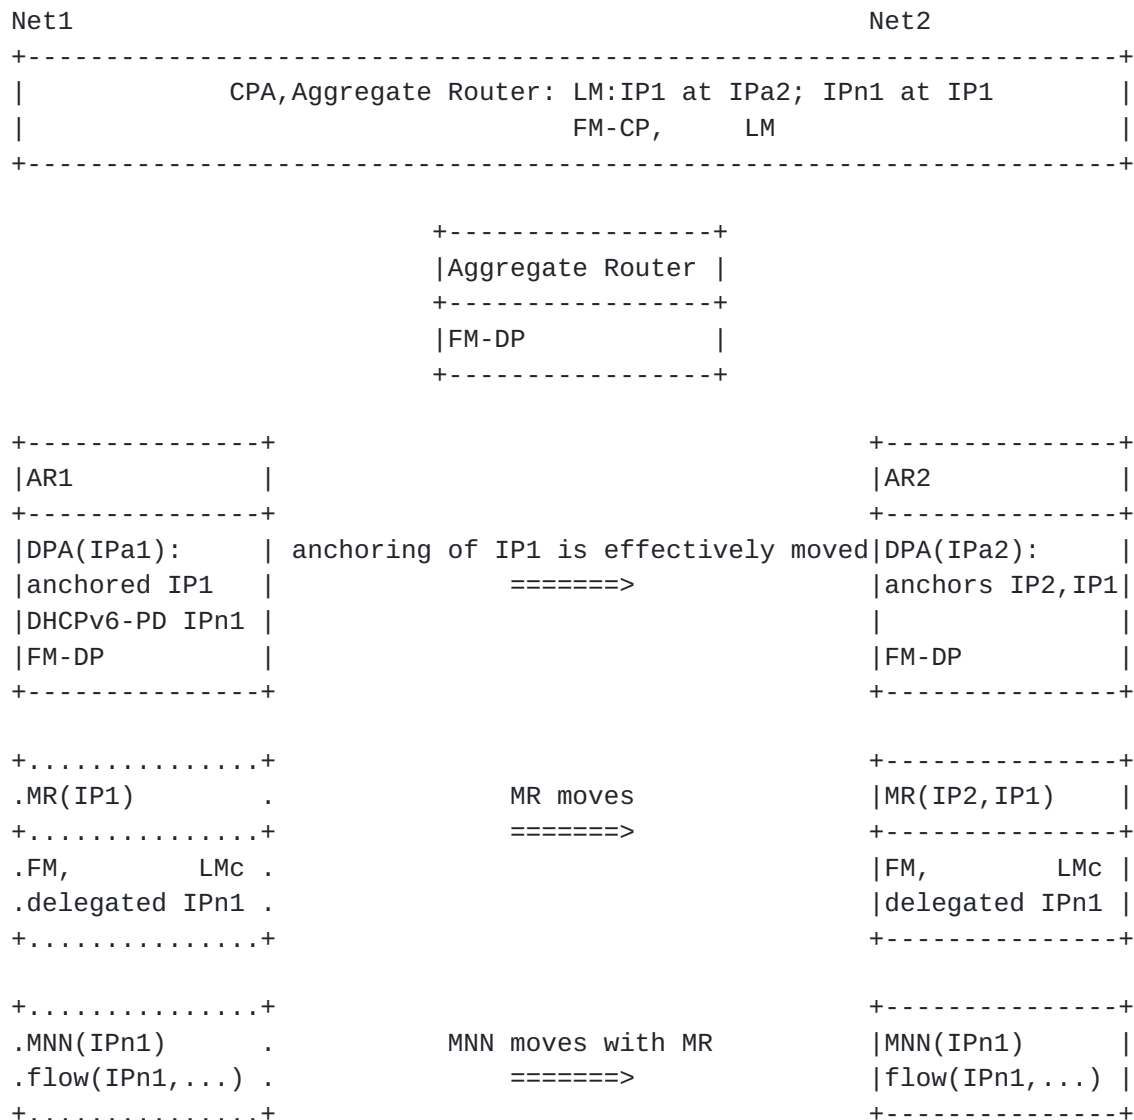 Net1                                                   Net2
+----------------------------------------------------------------------+
|             CPA,Aggregate Router: LM:IP1 at IPa2; IPn1 at IP1        |
|                                   FM-CP,     LM                      |
+----------------------------------------------------------------------+
                           +-----------------+
                           |Aggregate Router |
                           +-----------------+
                           |FM-DP            |
                           +-----------------+
+---------------+                                      +---------------+
|AR1            |                                      |AR2            |
+---------------+                                      +---------------+
|DPA(IPa1):     | anchoring of IP1 is effectively moved|DPA(IPa2):     |
|anchored IP1   |               =======>               |anchors IP2,IP1|
|DHCPv6-PD IPn1 |                                      |               |
|FM-DP          |                                      |FM-DP          |
+---------------+                                      +---------------+
+...............+                                      +---------------+
.MR(IP1)        .               MR moves               |MR(IP2,IP1)    |
+...............+               =======>               +---------------+
.FM,        LMc .                                      |FM,        LMc |
.delegated IPn1 .                                      |delegated IPn1 |
+...............+                                      +---------------+
+...............+                                      +---------------+
.MNN(IPn1)      .           MNN moves with MR          |MNN(IPn1)      |
.flow(IPn1,...) .               =======>               |flow(IPn1,...) |
+...............+                                      +---------------+